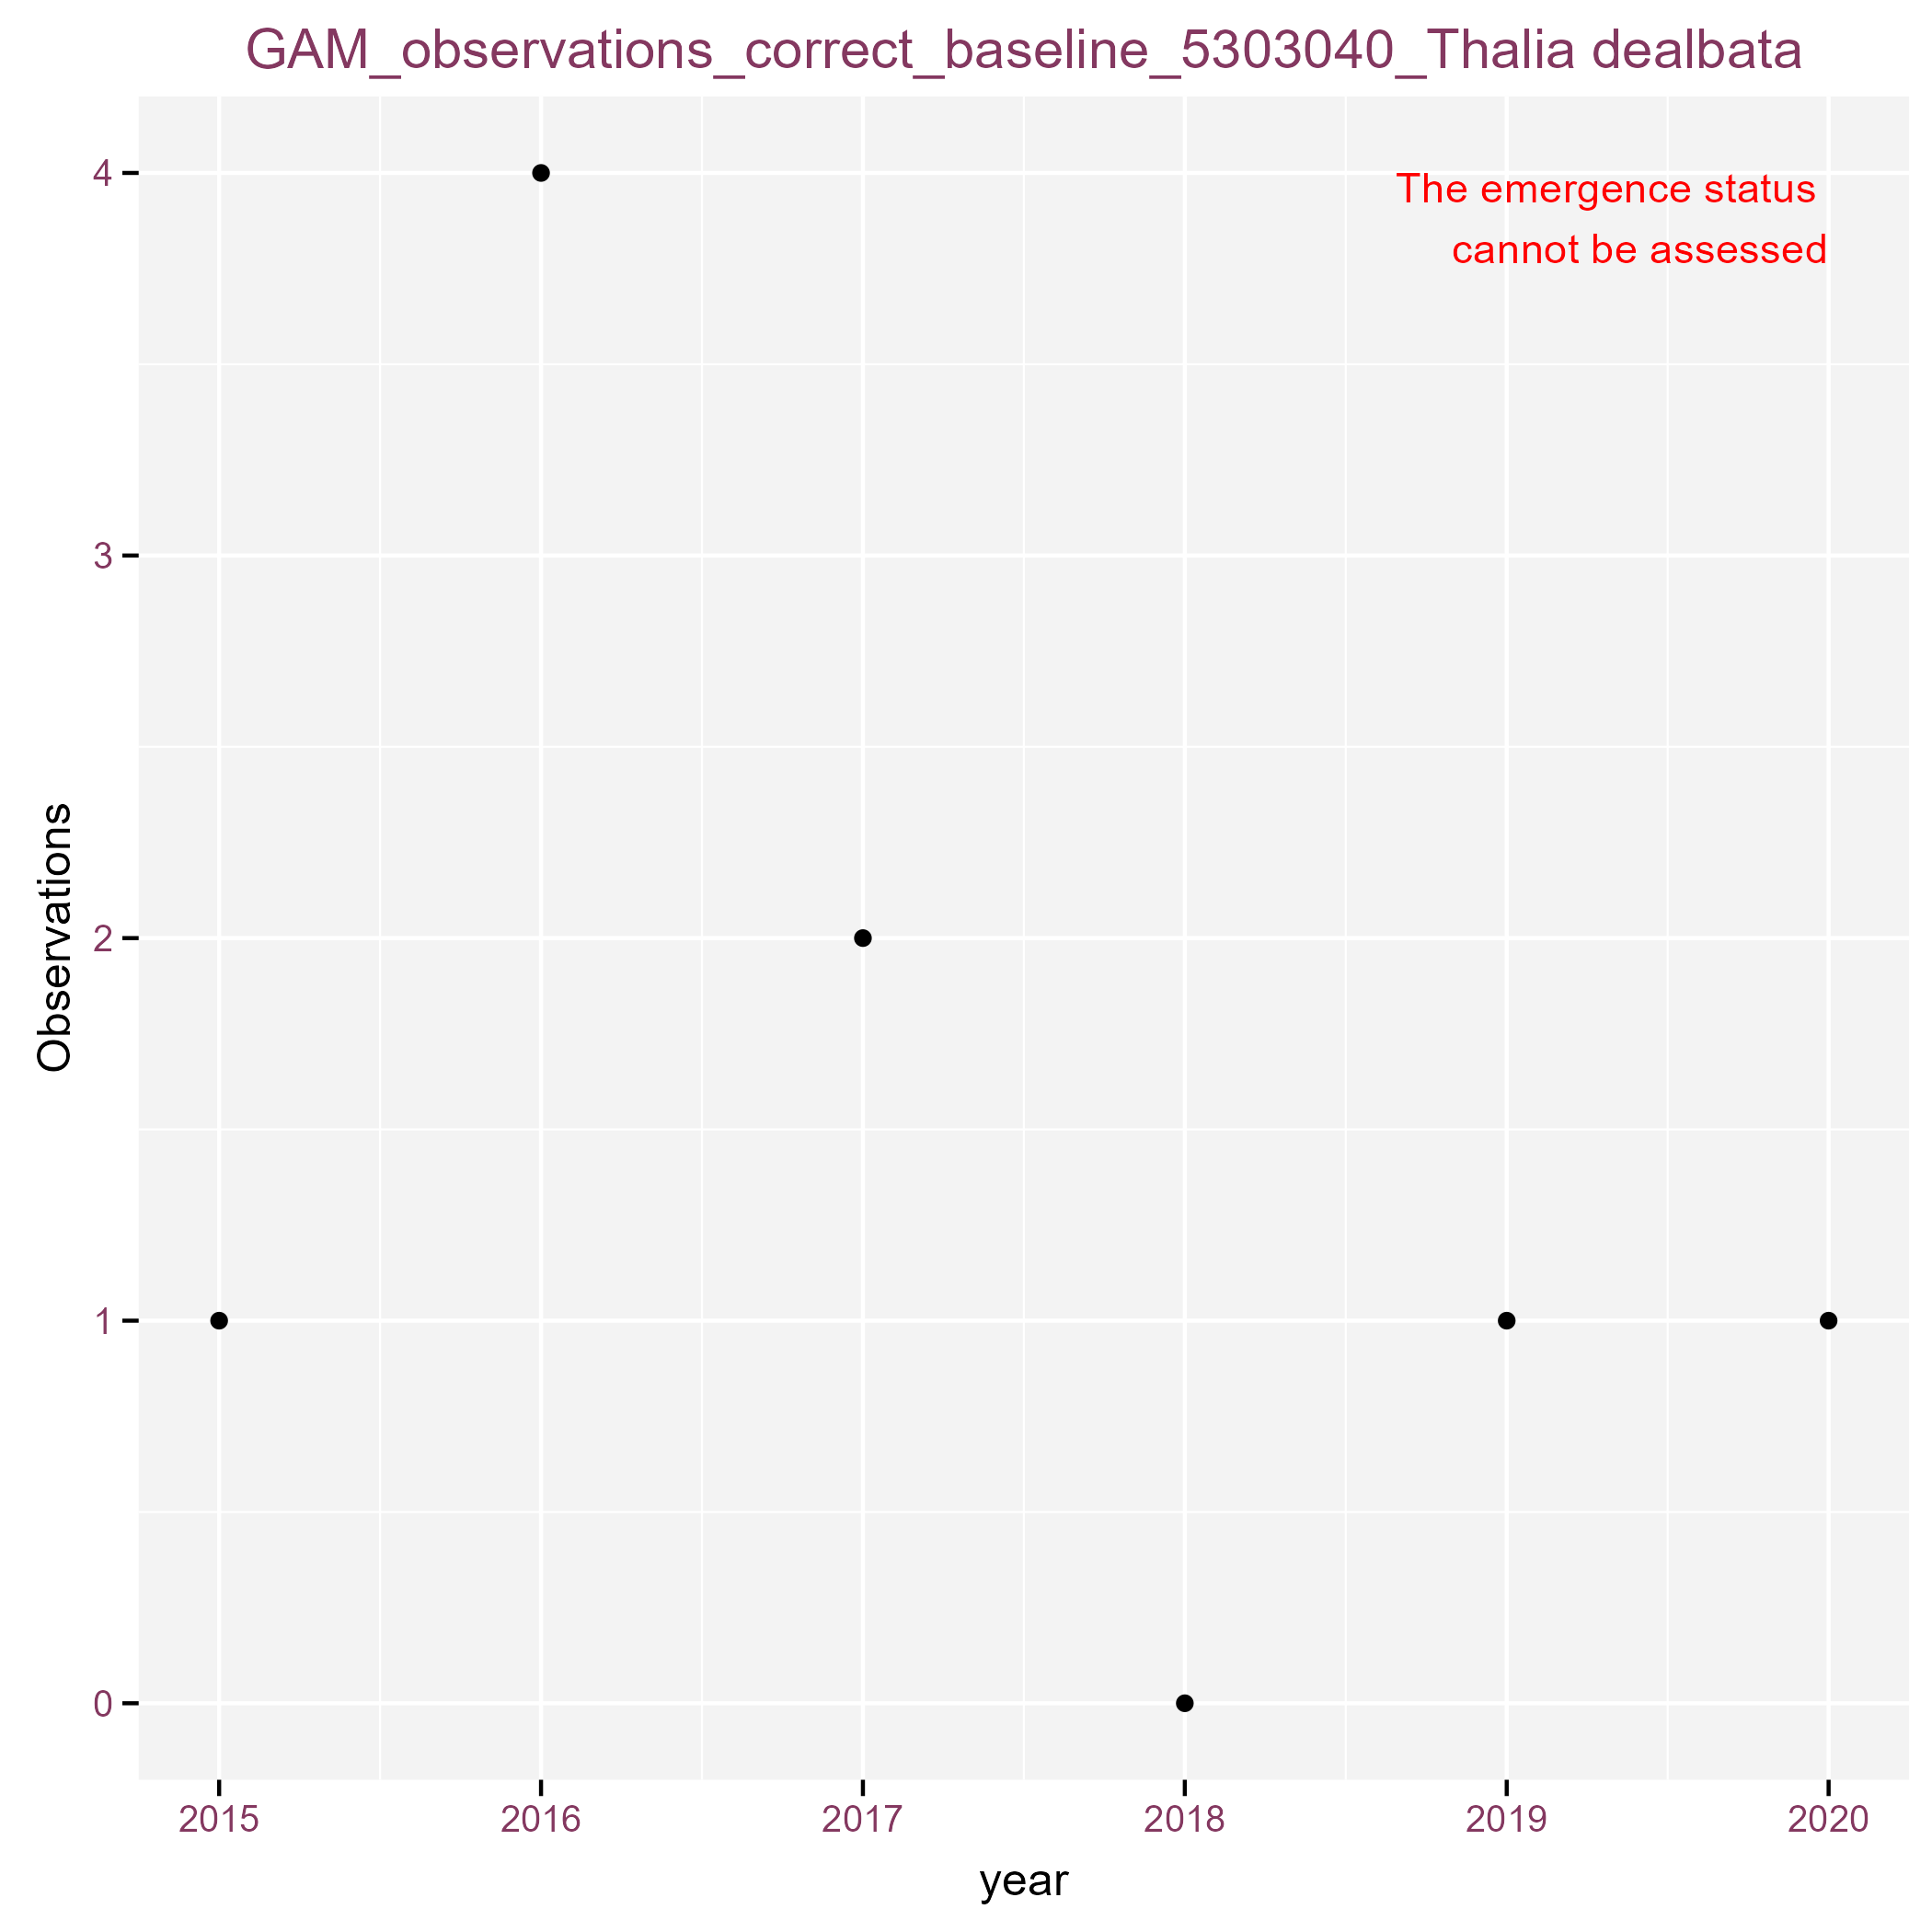 GAM_observations_correct_baseline_5303040_Thalia dealbata
The emergence status
cannot be assessed
Observations
4
3
2
1
0
2015 2016 2017 2018 2019 2020
year